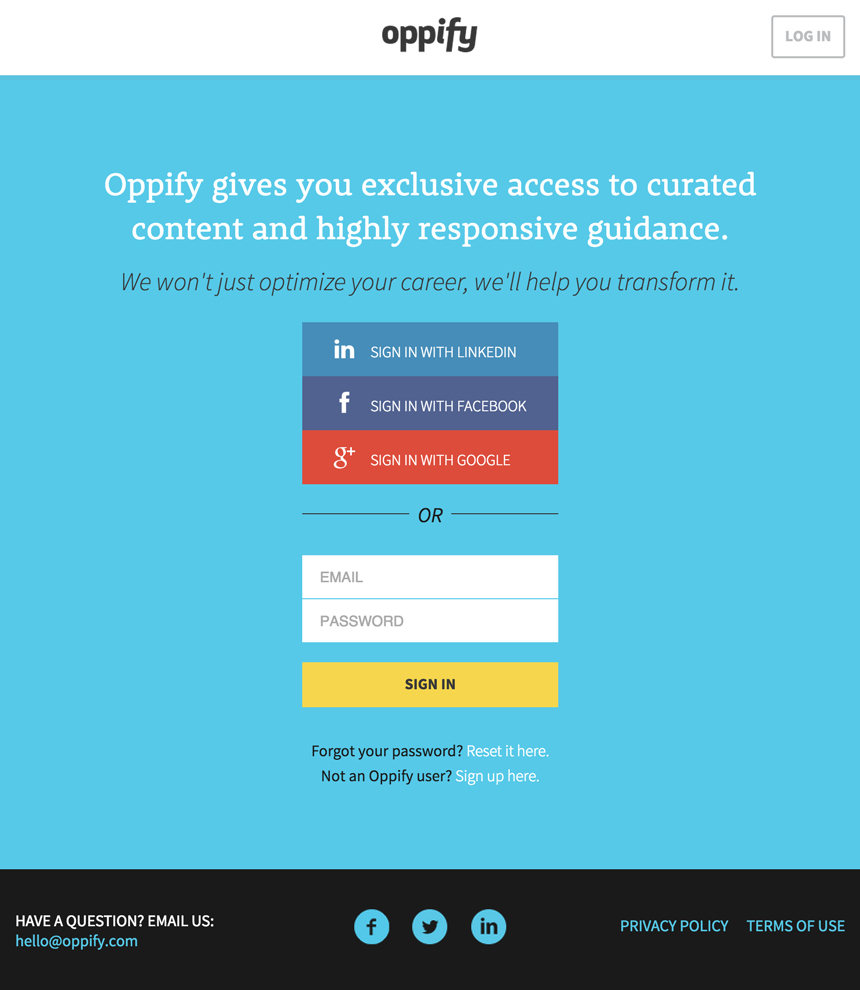 oppify
LOG IN
Oppify gives you exclusive access to curated
content and highly responsive guidance.
We won't just optimize your career, we'll help you transform it.
in SIGN IN WITH LINKEDIN
f SIGN IN WITH FACEBOOK
g+ SIGN IN WITH GOOGLE
OR
EMAIL
PASSWORD
SIGN IN
Forgot your password? Reset it here.
Not an Oppify user? Sign up here.
HAVE A QUESTION? EMAIL US:
hello@oppify.com
f in
PRIVACY POLICY TERMS OF USE